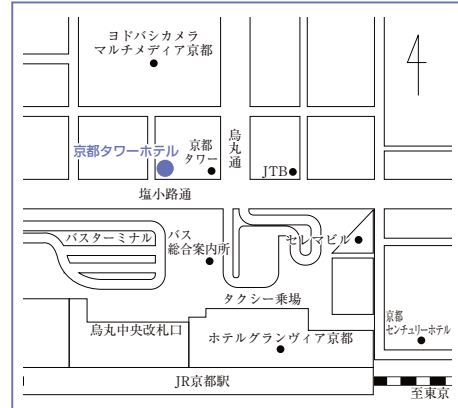 ヨドバシカメラ
マルチメディア京都
京都タワーホテル
京都
タワー
烏丸通
JTB
塩小路通
バスターミナル
バス
総合案内所
セレマビル
タクシー乗場
烏丸中央改札口
ホテルグランヴィア京都
京都
センチュリーホテル
JR京都駅
至東京